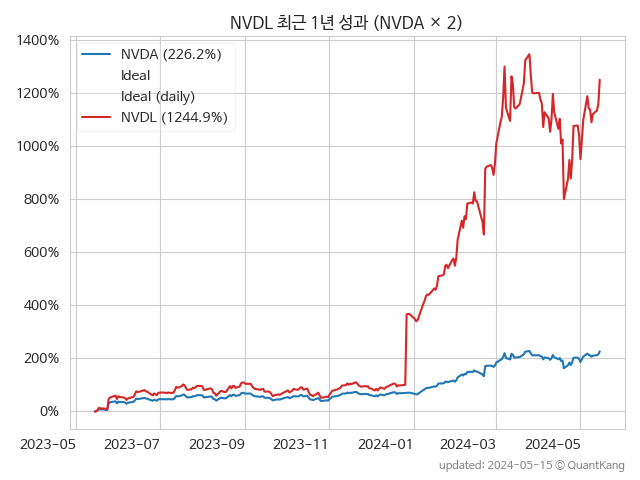 NVDL 최근 1년 성과 (NVDA × 2)
1400%
1200%
1000%
800%
600%
400%
200%
0%
NVDA (226.2%)
Ideal
Ideal (daily)
NVDL (1244.9%)
2023-05 2023-07 2023-09 2023-11 2024-01 2024-03 2024-05
updated: 2024-05-15 © QuantKang